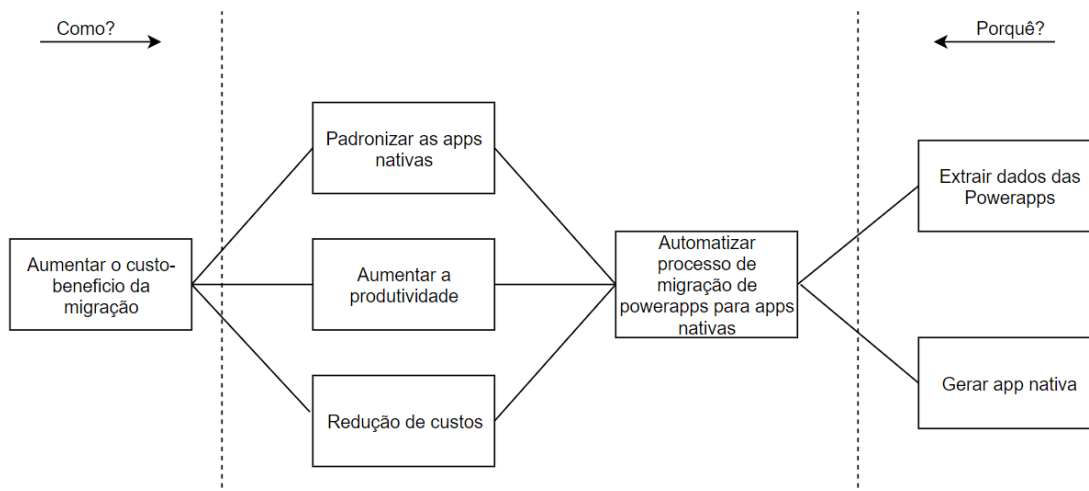 Como?
Porquê?
Padronizar as apps
nativas
Extrair dados das
Powerapps
Aumentar o custo-
beneficio da
migração
Aumentar a
produtividade
Automatizar
processo de
migração de
powerapps para apps
nativas
Redução de custos
Gerar app nativa